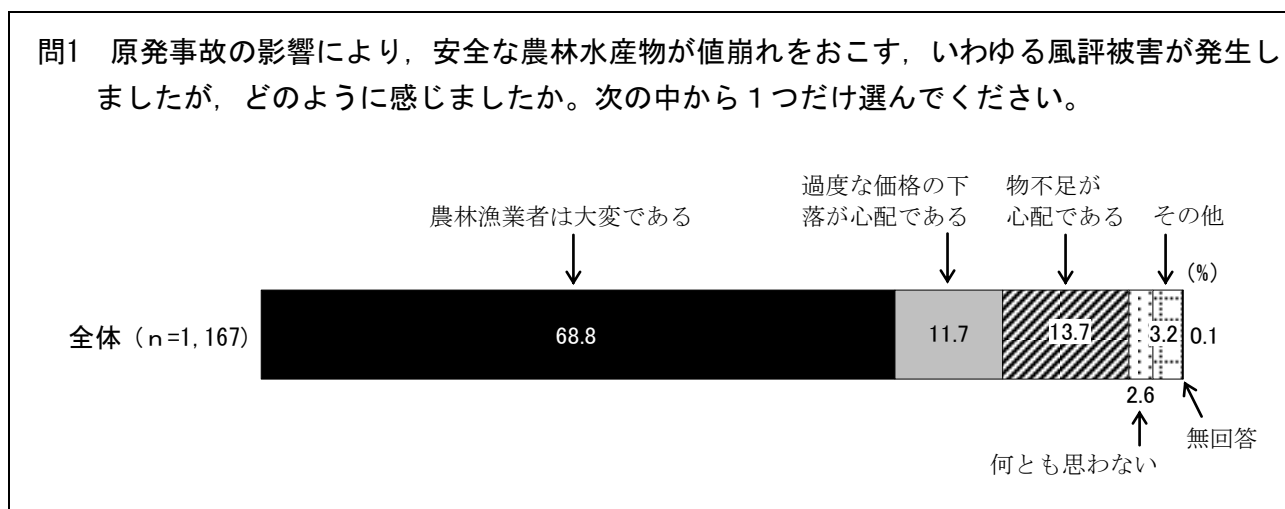 問1　原発事故の影響により，安全な農林水産物が値崩れをおこす，いわゆる風評被害が発生し
ましたが，どのように感じましたか。次の中から１つだけ選んでください。
農林漁業者は大変である
過度な価格の下
落が心配である
物不足が
心配である
その他
(%)
全体（ｎ=1,167)
68.8
11.7
13.7
3.2
0.1
2.6
無回答
何とも思わない